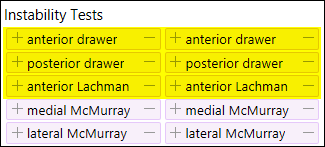 Instability Tests
+ anterior drawer — + anterior drawer —
+ posterior drawer — + posterior drawer —
+ anterior Lachman — + anterior Lachman —
+ medial McMurray — + medial McMurray —
+ lateral McMurray — + lateral McMurray —